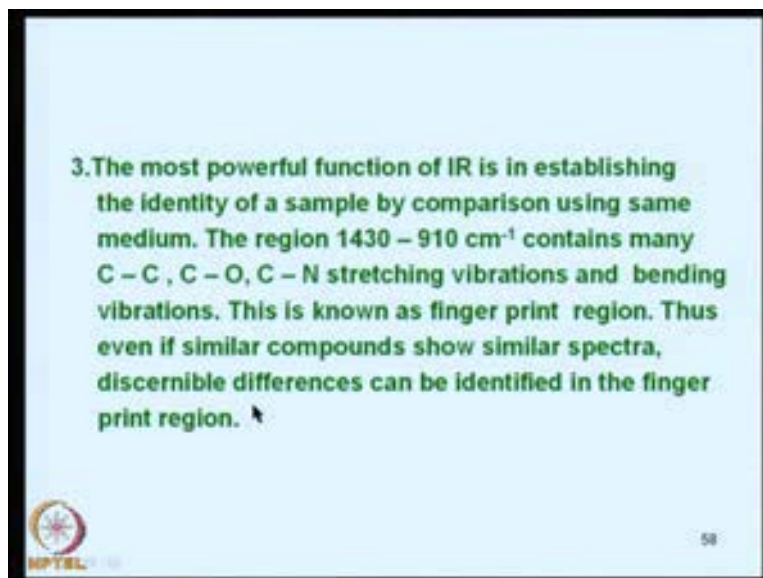 3.The most powerful function of IR is in establishing
the identity of a sample by comparison using same
medium. The region 1430 – 910 cm⁻¹ contains many
C – C , C – O, C – N stretching vibrations and bending
vibrations. This is known as finger print region. Thus
even if similar compounds show similar spectra,
discernible differences can be identified in the finger
print region.
58
NPTEL